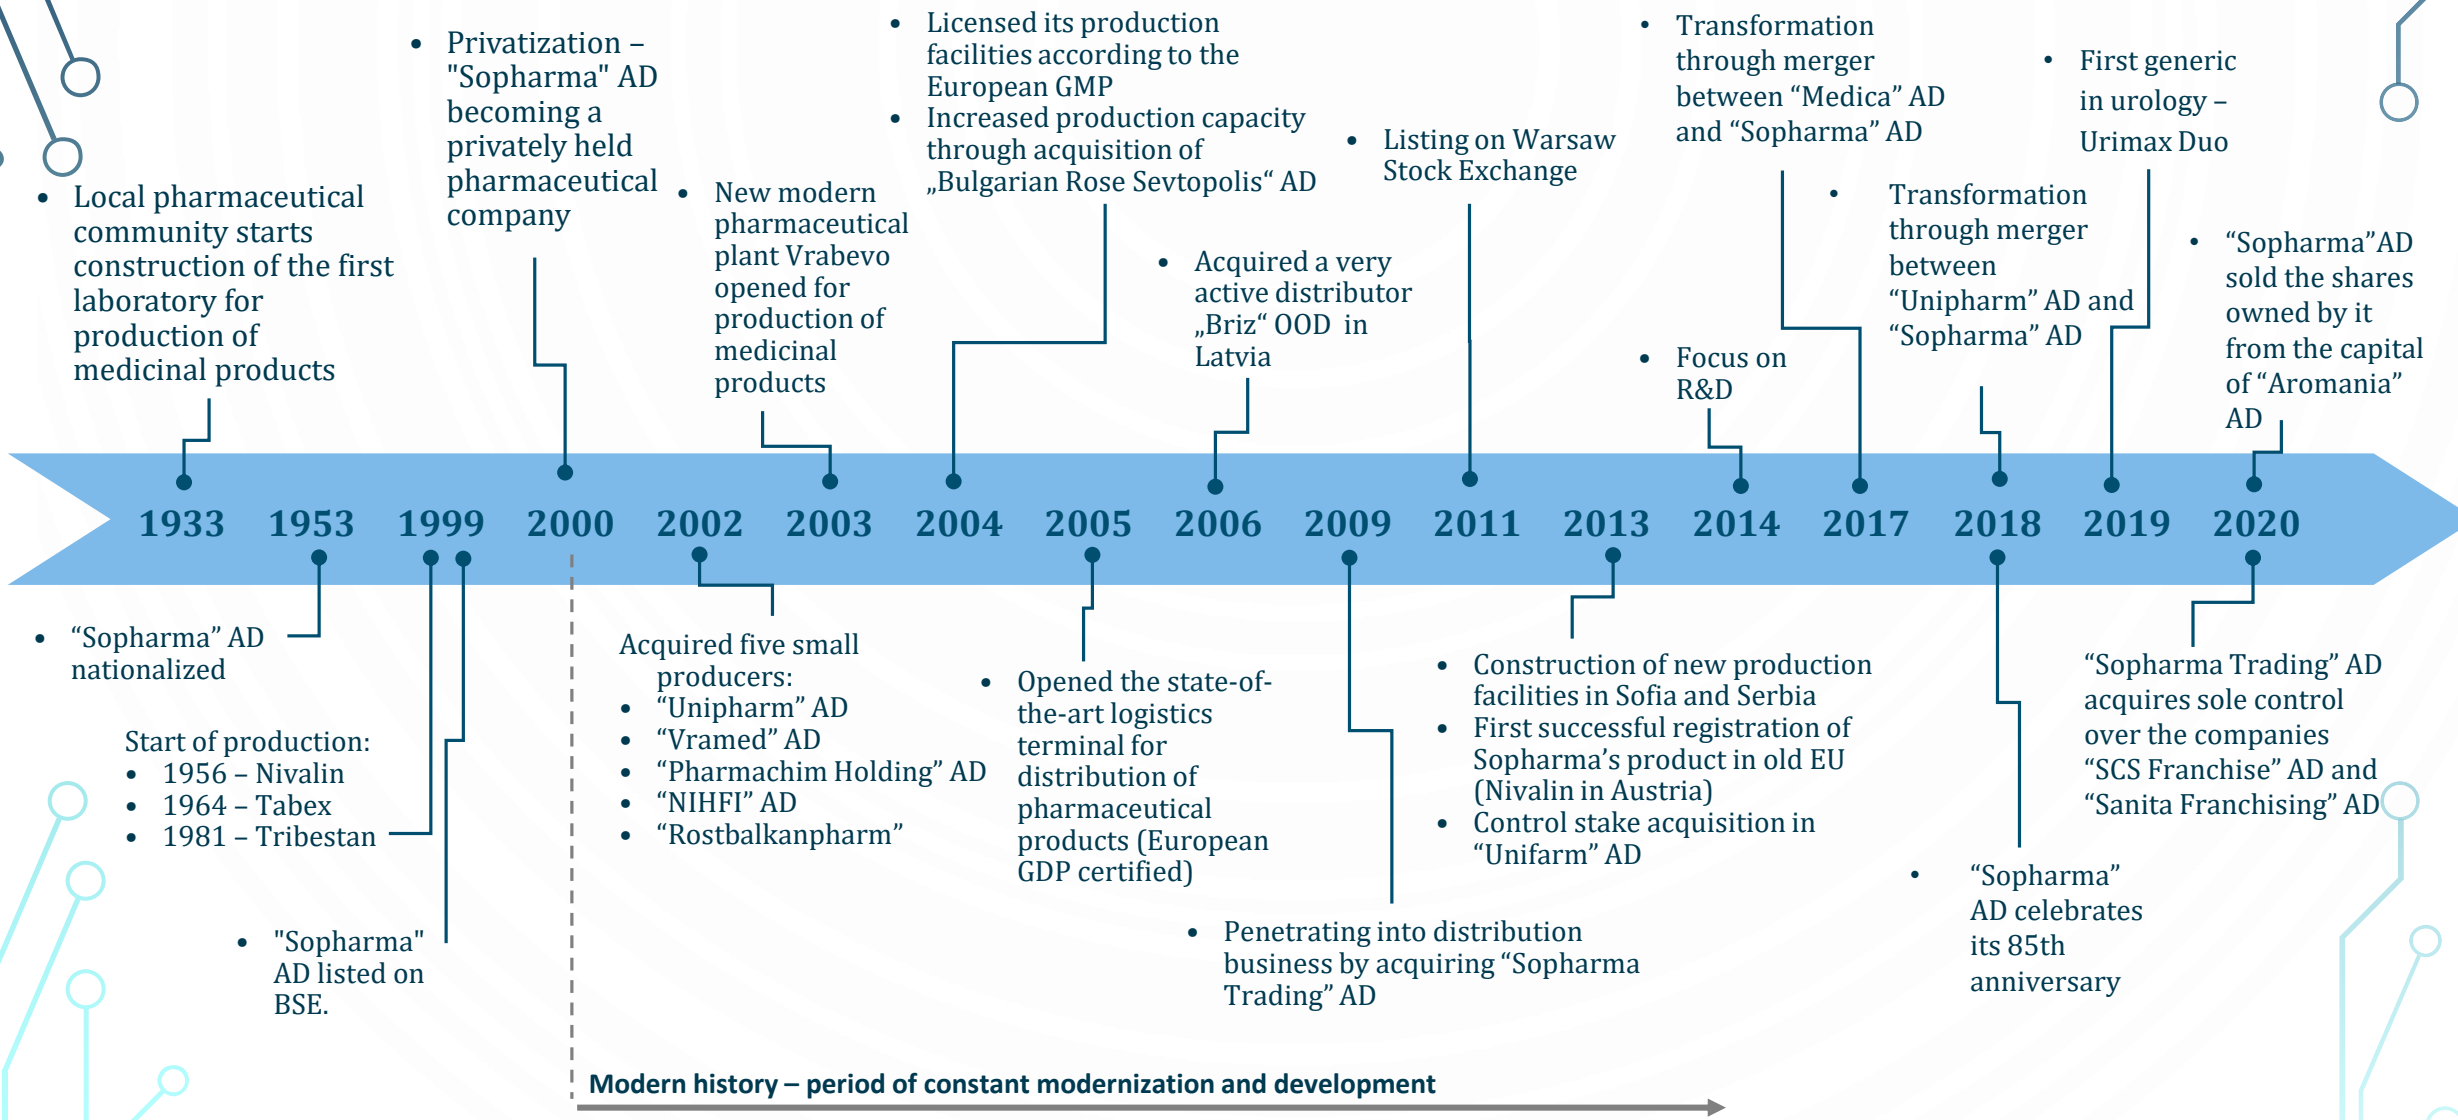 • Local pharmaceutical
community starts
construction of the first
laboratory for
production of
medicinal products
• Privatization –
"Sopharma" AD
becoming a
privately held
pharmaceutical
company
• New modern
pharmaceutical
plant Vrabevo
opened for
production of
medicinal
products
• Licensed its production
facilities according to the
European GMP
• Increased production capacity
through acquisition of
„Bulgarian Rose Sevtopolis“ AD
• Acquired a very
active distributor
„Briz“ OOD in
Latvia
• Listing on Warsaw
Stock Exchange
• Focus on
R&D
• Transformation
through merger
between “Medica” AD
and “Sopharma” AD
• Transformation
through merger
between
“Unipharm” AD and
“Sopharma” AD
• First generic
in urology –
Urimax Duo
• “Sopharma”AD
sold the shares
owned by it
from the capital
of “Aromania”
AD
1933 1953 1999 2000 2002 2003 2004 2005 2006 2009 2011 2013 2014 2017 2018 2019 2020
• “Sopharma” AD
nationalized
Start of production:
• 1956 – Nivalin
• 1964 – Tabex
• 1981 – Tribestan
• "Sopharma"
AD listed on
BSE.
Acquired five small
producers:
• “Unipharm” AD
• “Vramed” AD
• “Pharmachim Holding” AD
• “NIHFI” AD
• “Rostbalkanpharm”
• Opened the state-of-
the-art logistics
terminal for
distribution of
pharmaceutical
products (European
GDP certified)
• Penetrating into distribution
business by acquiring “Sopharma
Trading” AD
• Construction of new production
facilities in Sofia and Serbia
• First successful registration of
Sopharma’s product in old EU
(Nivalin in Austria)
• Control stake acquisition in
“Unifarm” AD
• “Sopharma”
AD celebrates
its 85th
anniversary
“Sopharma Trading” AD
acquires sole control
over the companies
“SCS Franchise” AD and
“Sanita Franchising” AD
Modern history – period of constant modernization and development